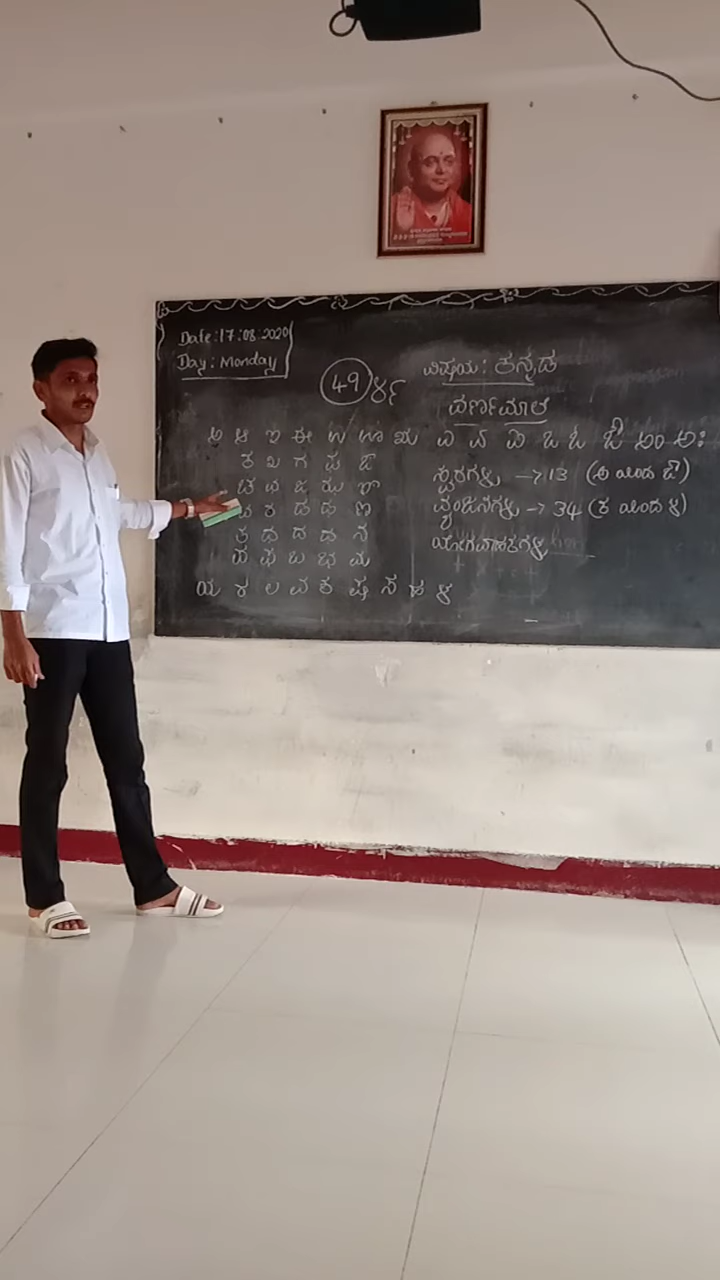 Date: 17:08:2020
Day: Monday
49 ೪೯
ವಿಷಯ: ಕನ್ನಡ
ವರ್ಣಮಾಲೆ
ಅ ಆ ಇ ಈ ಉ ಊ ಋ ಎ ಏ ಐ ಒ ಓ ಔ ಅಂ ಅಃ
ಕ ಖ ಗ ಘ ಙ
ಚ ಛ ಜ ಝ ಞ
ಠ ಡ ಢ ಣ
ತ ಥ ದ ಧ ನ
ಪ ಫ ಬ ಭ ಮ
ಯ ರ ಲ ವ ಶ ಷ ಸ ಹ ಳ
ಸ್ವರಗಳು → 13 (ಅ ಯಿಂದ ಔ)
ವ್ಯಂಜನಗಳು → 34 (ಕ ಯಿಂದ ಳ)
ಯೋಗವಾಹಕಗಳು